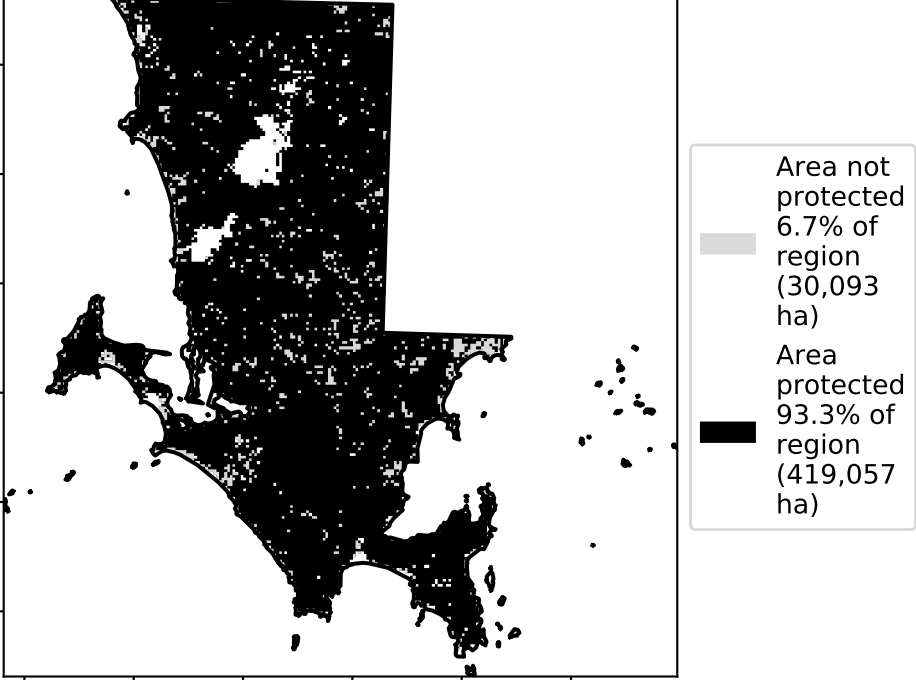 Area not
protected
6.7% of
region
(30,093
ha)
Area
protected
93.3% of
region
(419,057
ha)